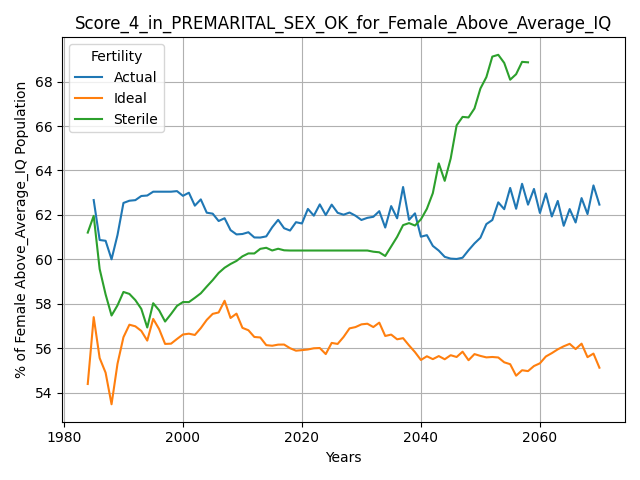 Score_4_in_PREMARITAL_SEX_OK_for_Female_Above_Average_IQ
Fertility
Actual
Ideal
Sterile
% of Female Above_Average_IQ Population
68
66
64
62
60
58
56
54
1980
2000
2020
2040
2060
Years